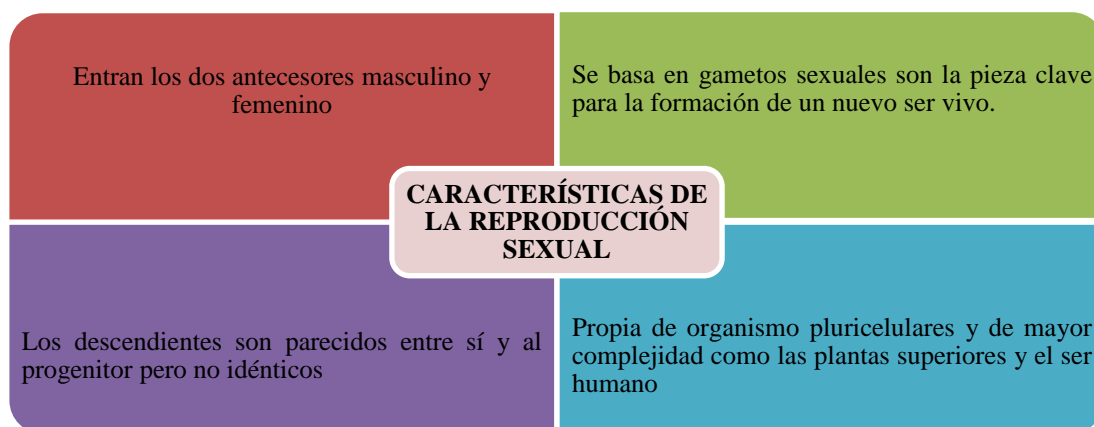 Entran los dos antecesores masculino y
femenino
Se basa en gametos sexuales son la pieza clave
para la formación de un nuevo ser vivo.
CARACTERÍSTICAS DE
LA REPRODUCCIÓN
SEXUAL
Los descendientes son parecidos entre sí y al
progenitor pero no idénticos
Propia de organismo pluricelulares y de mayor
complejidad como las plantas superiores y el ser
humano